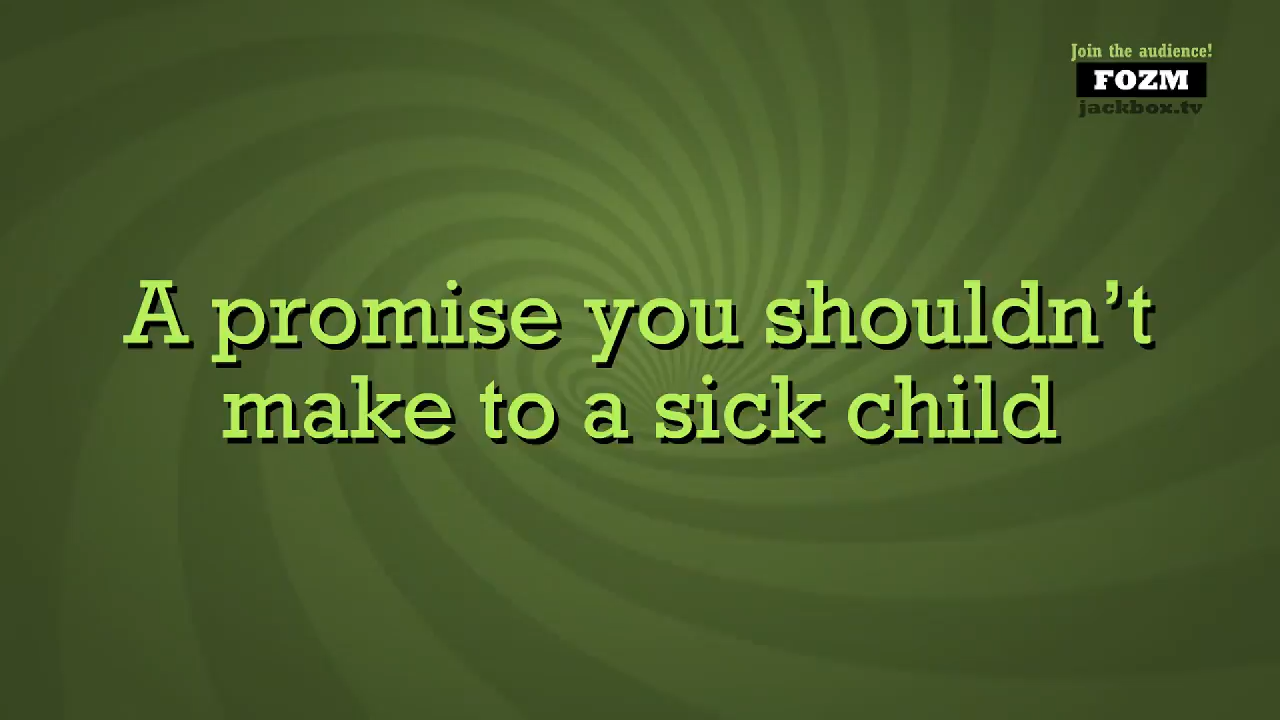 Join the audience!
FOZM
jackbox.tv
A promise you shouldn’t
make to a sick child